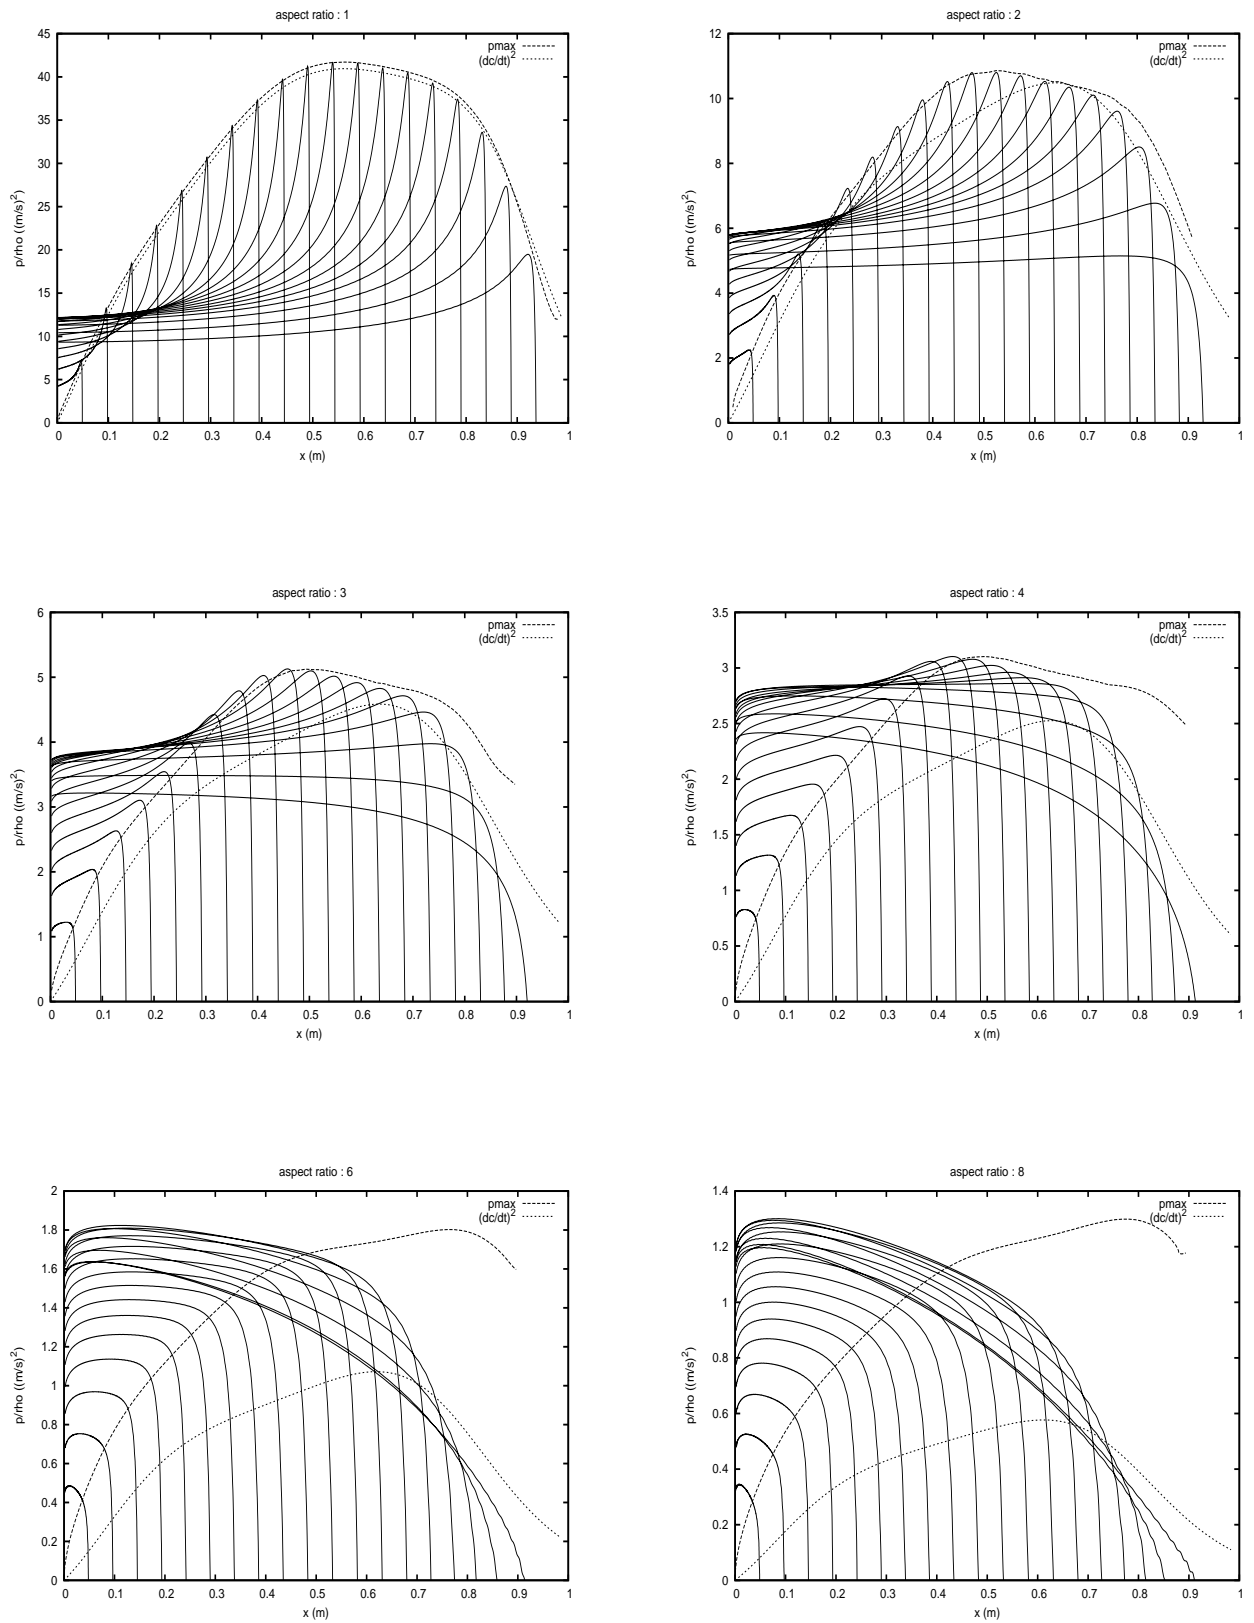 aspect ratio : 1
45
40
35
30
25
20
15
10
5
0
p/rho ((m/s)^2)
pmax
(dc/dt)^2
0 0.1 0.2 0.3 0.4 0.5 0.6 0.7 0.8 0.9 1
x (m)
aspect ratio : 2
12
10
8
6
4
2
0
p/rho ((m/s)^2)
pmax
(dc/dt)^2
0 0.1 0.2 0.3 0.4 0.5 0.6 0.7 0.8 0.9 1
x (m)
aspect ratio : 3
6
5
4
3
2
1
0
p/rho ((m/s)^2)
pmax
(dc/dt)^2
0 0.1 0.2 0.3 0.4 0.5 0.6 0.7 0.8 0.9 1
x (m)
aspect ratio : 4
3.5
3
2.5
2
1.5
1
0.5
0
p/rho ((m/s)^2)
pmax
(dc/dt)^2
0 0.1 0.2 0.3 0.4 0.5 0.6 0.7 0.8 0.9 1
x (m)
aspect ratio : 6
2
1.8
1.6
1.4
1.2
1
0.8
0.6
0.4
0.2
0
p/rho ((m/s)^2)
pmax
(dc/dt)^2
0 0.1 0.2 0.3 0.4 0.5 0.6 0.7 0.8 0.9 1
x (m)
aspect ratio : 8
1.4
1.2
1
0.8
0.6
0.4
0.2
0
p/rho ((m/s)^2)
pmax
(dc/dt)^2
0 0.1 0.2 0.3 0.4 0.5 0.6 0.7 0.8 0.9 1
x (m)